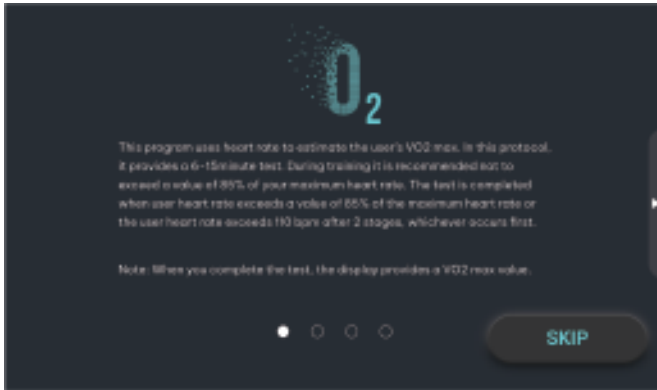 O2
This program uses heart rate to estimate the user's VO2 max. In this protocol,
it provides a 6-15minute test. During training it is recommended not to
exceed a value of 85% of your maximum heart rate. The test is completed
when user heart rate exceeds a value of 85% of the maximum heart rate or
the user heart rate exceeds 110 bpm after 2 stages, whichever occurs first.
Note: When you complete the test, the display provides a VO2 max value.
SKIP